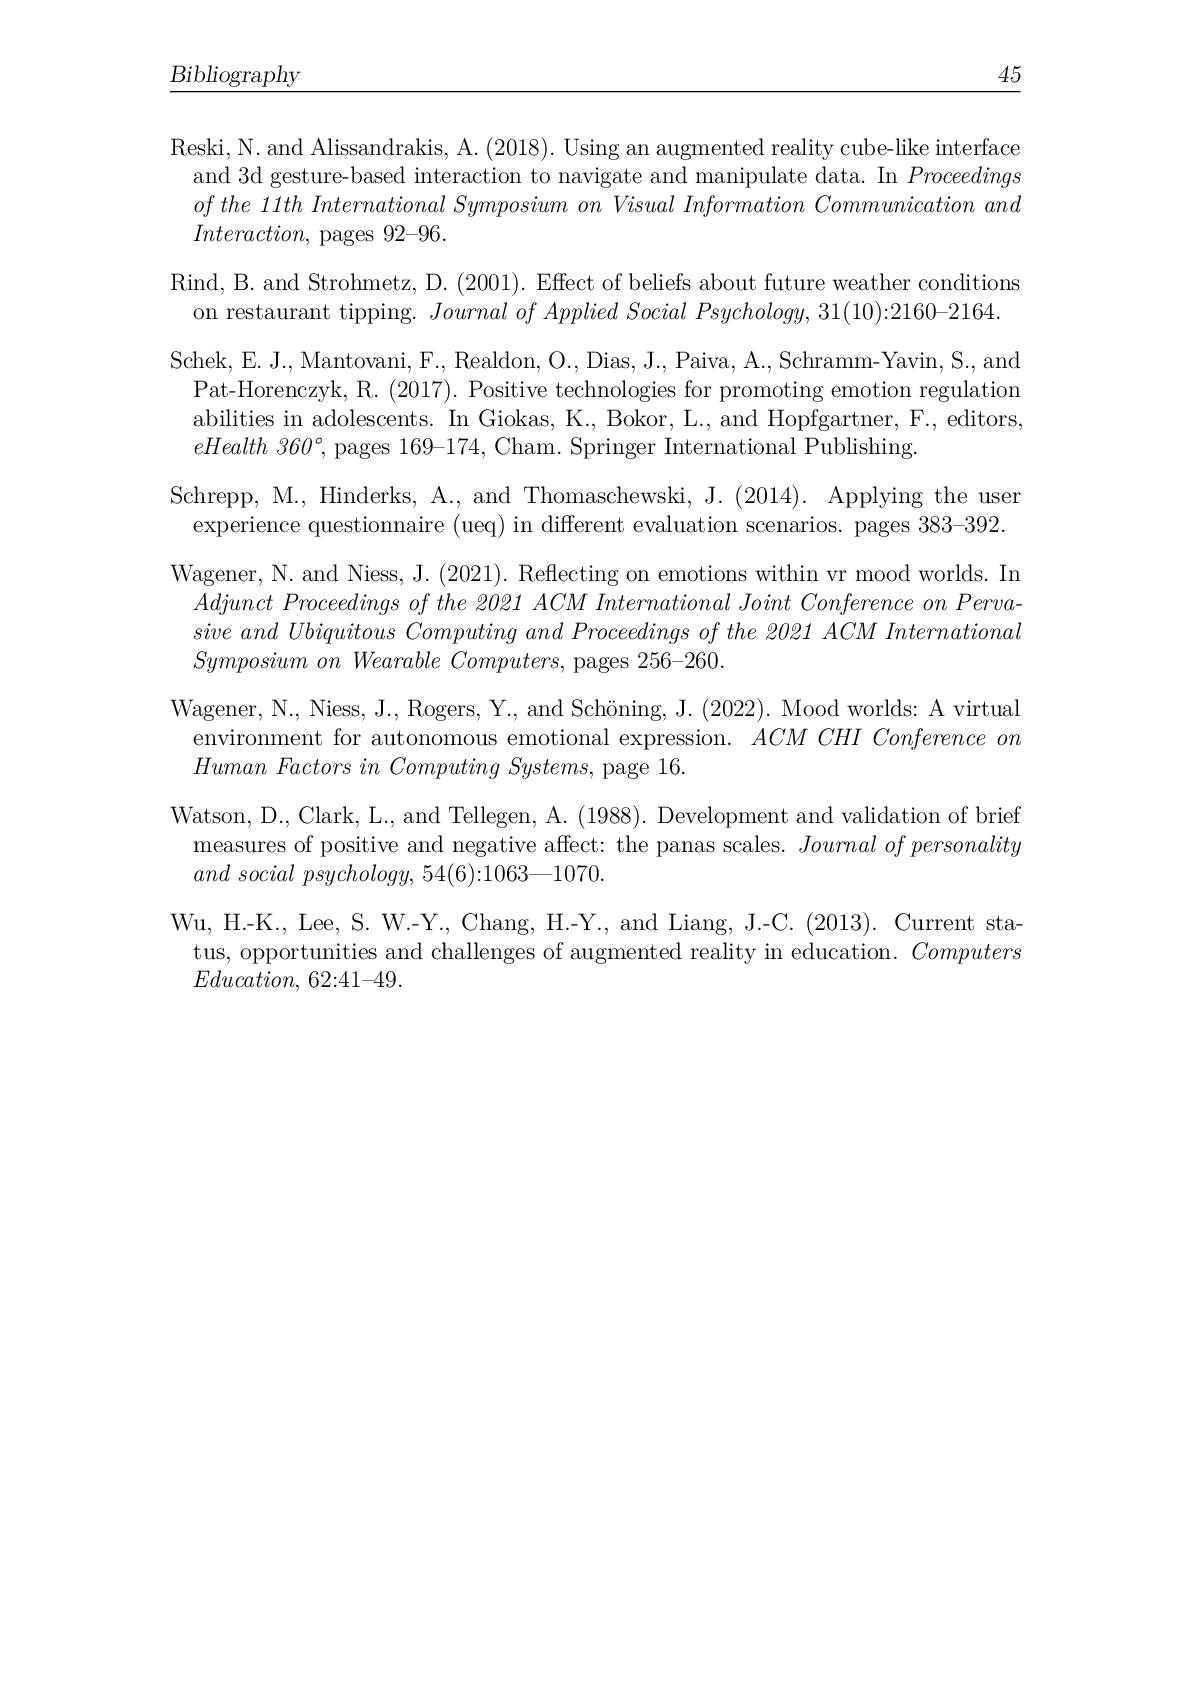 Bibliography 45
Reski, N. and Alissandrakis, A. (2018). Using an augmented reality cube-like interface
and 3d gesture-based interaction to navigate and manipulate data. In Proceedings
of the 11th International Symposium on Visual Information Communication and
Interaction, pages 92–96.
Rind, B. and Strohmetz, D. (2001). Effect of beliefs about future weather conditions
on restaurant tipping. Journal of Applied Social Psychology, 31(10):2160–2164.
Schek, E. J., Mantovani, F., Realdon, O., Dias, J., Paiva, A., Schramm-Yavin, S., and
Pat-Horenczyk, R. (2017). Positive technologies for promoting emotion regulation
abilities in adolescents. In Giokas, K., Bokor, L., and Hopfgartner, F., editors,
eHealth 360°, pages 169–174, Cham. Springer International Publishing.
Schrepp, M., Hinderks, A., and Thomaschewski, J. (2014). Applying the user
experience questionnaire (ueq) in different evaluation scenarios. pages 383–392.
Wagener, N. and Niess, J. (2021). Reflecting on emotions within vr mood worlds. In
Adjunct Proceedings of the 2021 ACM International Joint Conference on Perva-
sive and Ubiquitous Computing and Proceedings of the 2021 ACM International
Symposium on Wearable Computers, pages 256–260.
Wagener, N., Niess, J., Rogers, Y., and Schöning, J. (2022). Mood worlds: A virtual
environment for autonomous emotional expression. ACM CHI Conference on
Human Factors in Computing Systems, page 16.
Watson, D., Clark, L., and Tellegen, A. (1988). Development and validation of brief
measures of positive and negative affect: the panas scales. Journal of personality
and social psychology, 54(6):1063—1070.
Wu, H.-K., Lee, S. W.-Y., Chang, H.-Y., and Liang, J.-C. (2013). Current sta-
tus, opportunities and challenges of augmented reality in education. Computers
Education, 62:41–49.